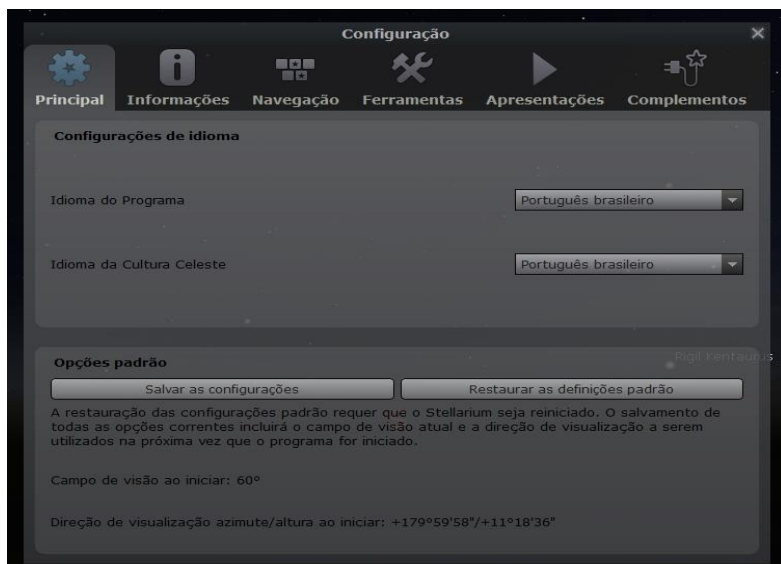 Configuração
Principal Informações Navegação Ferramentas Apresentações Complementos
Configurações de idioma
Idioma do Programa Português brasileiro
Idioma da Cultura Celeste Português brasileiro
Rigil Kentaurus
Opções padrão
Salvar as configurações Restaurar as definições padrão
A restauração das configurações padrão requer que o Stellarium seja reiniciado. O salvamento de
todas as opções correntes incluirá o campo de visão atual e a direção de visualização a serem
utilizados na próxima vez que o programa for iniciado.
Campo de visão ao iniciar: 60°
Direção de visualização azimute/altura ao iniciar: +179°59'58"/+11°18'36"